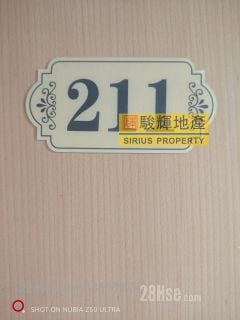 211
駿輝地產
SIRIUS PROPERTY
28Hse.com
SHOT ON NUBIA Z50 ULTRA